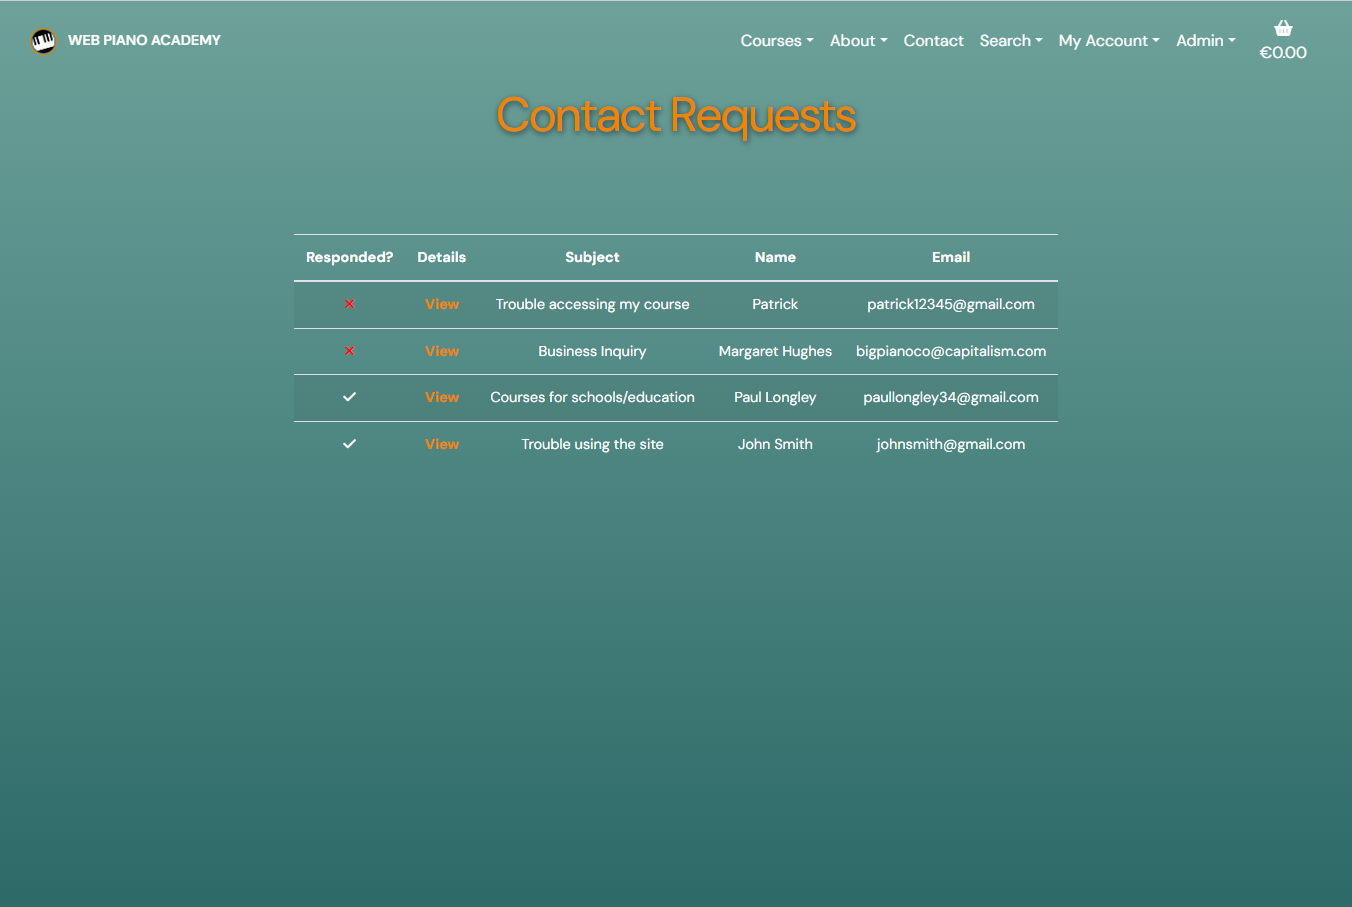 WEB PIANO ACADEMY
Courses About Contact Search My Account Admin €0.00
Contact Requests
Responded? Details Subject Name Email
View Trouble accessing my course Patrick patrick12345@gmail.com
View Business Inquiry Margaret Hughes bigpianoco@capitalism.com
View Courses for schools/education Paul Longley paullongley34@gmail.com
View Trouble using the site John Smith johnsmith@gmail.com